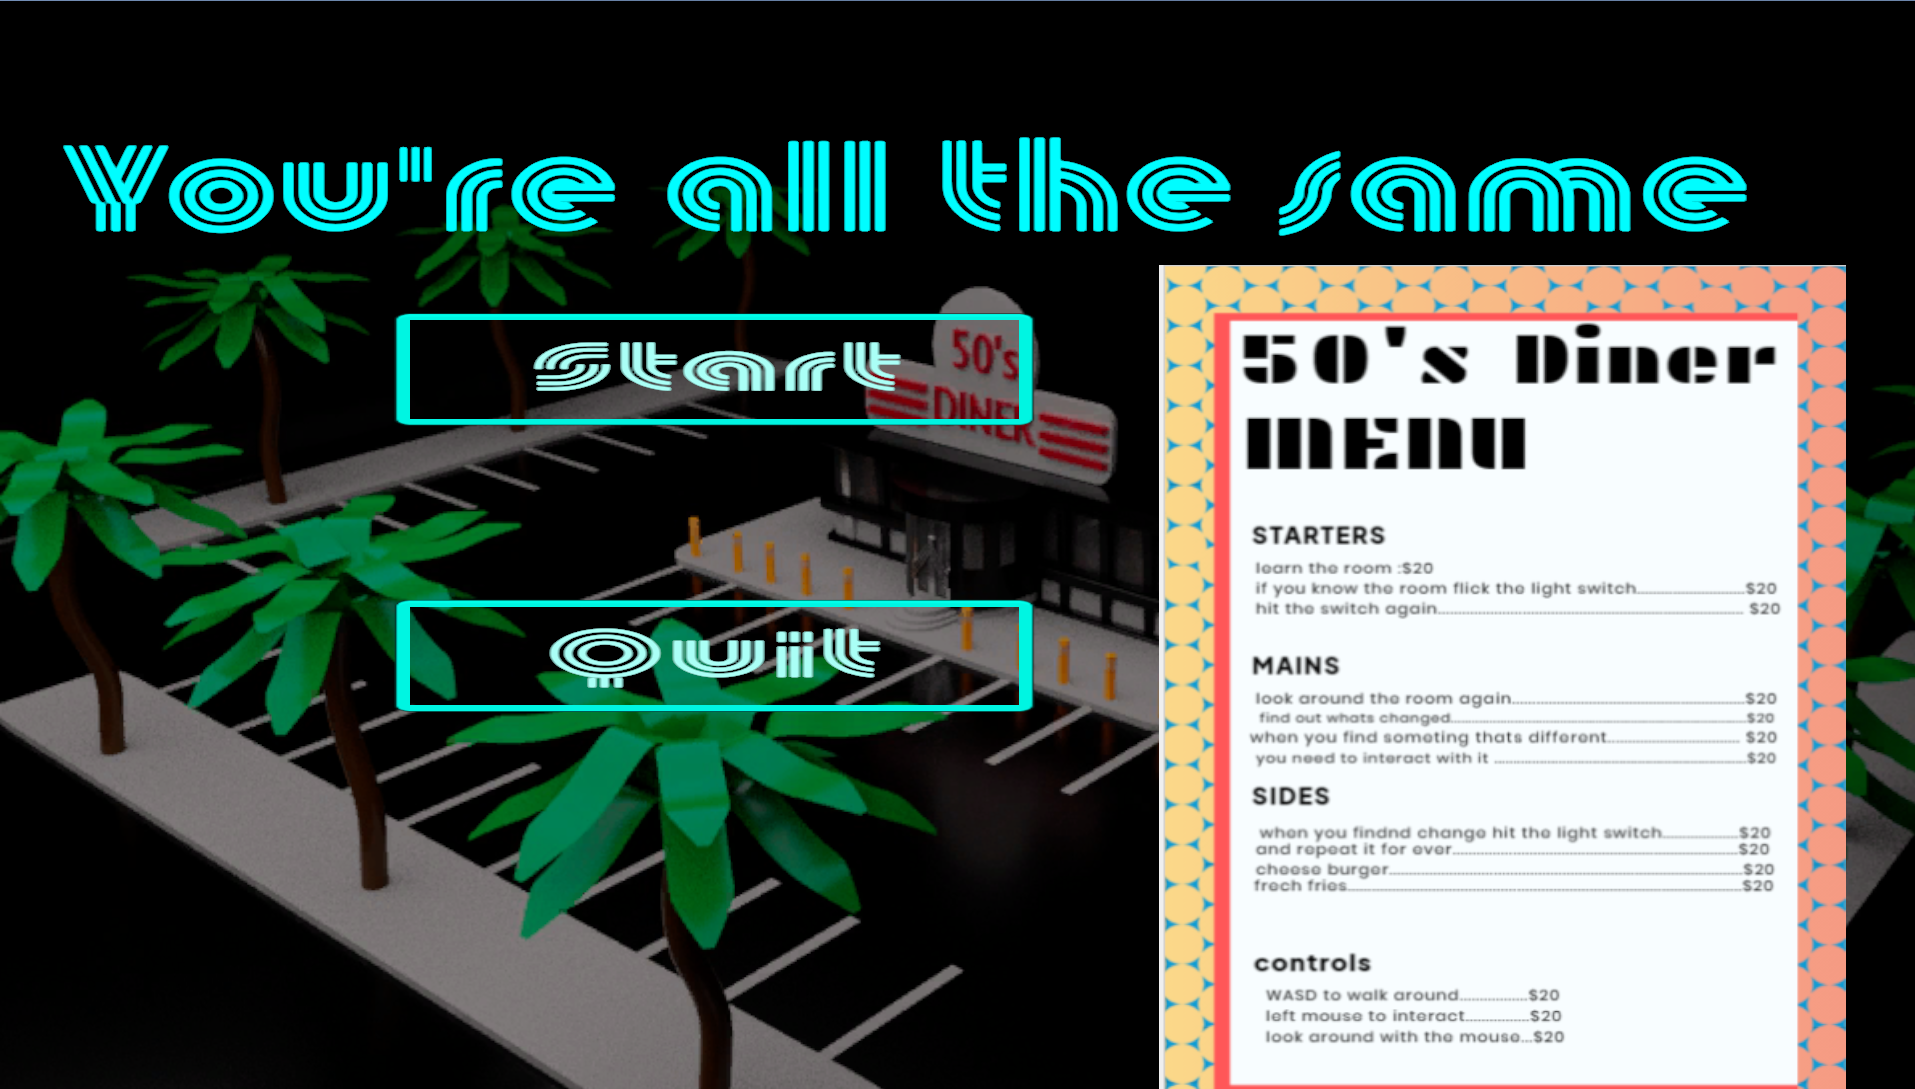 You"re all the same
Start
50's
DINER
Quit
50's Diner
menu
STARTERS
learn the room :$20
if you know the room flick the light switch........................$20
hit the switch again........................ $20
MAINS
look around the room again........................$20
find out whats changed........................$20
when you find someting thats different........................ $20
you need to interact with it ........................$20
SIDES
when you findnd change hit the light switch........................$20
and repeat it for ever........................$20
cheese burger........................$20
frech fries........................$20
controls
WASD to walk around................$20
left mouse to interact...............$20
look around with the mouse...$20